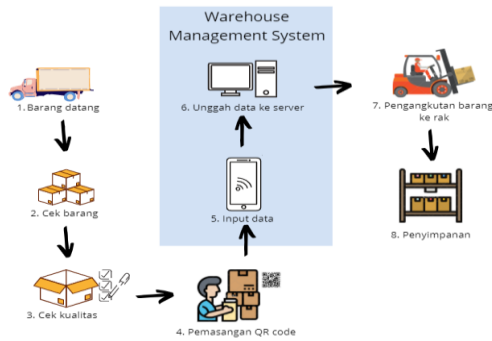 Warehouse
Management System
1. Barang datang
2. Cek barang
3. Cek kualitas
4. Pemasangan QR code
5. Input data
6. Unggah data ke server
7. Pengangkutan barang
ke rak
8. Penyimpanan